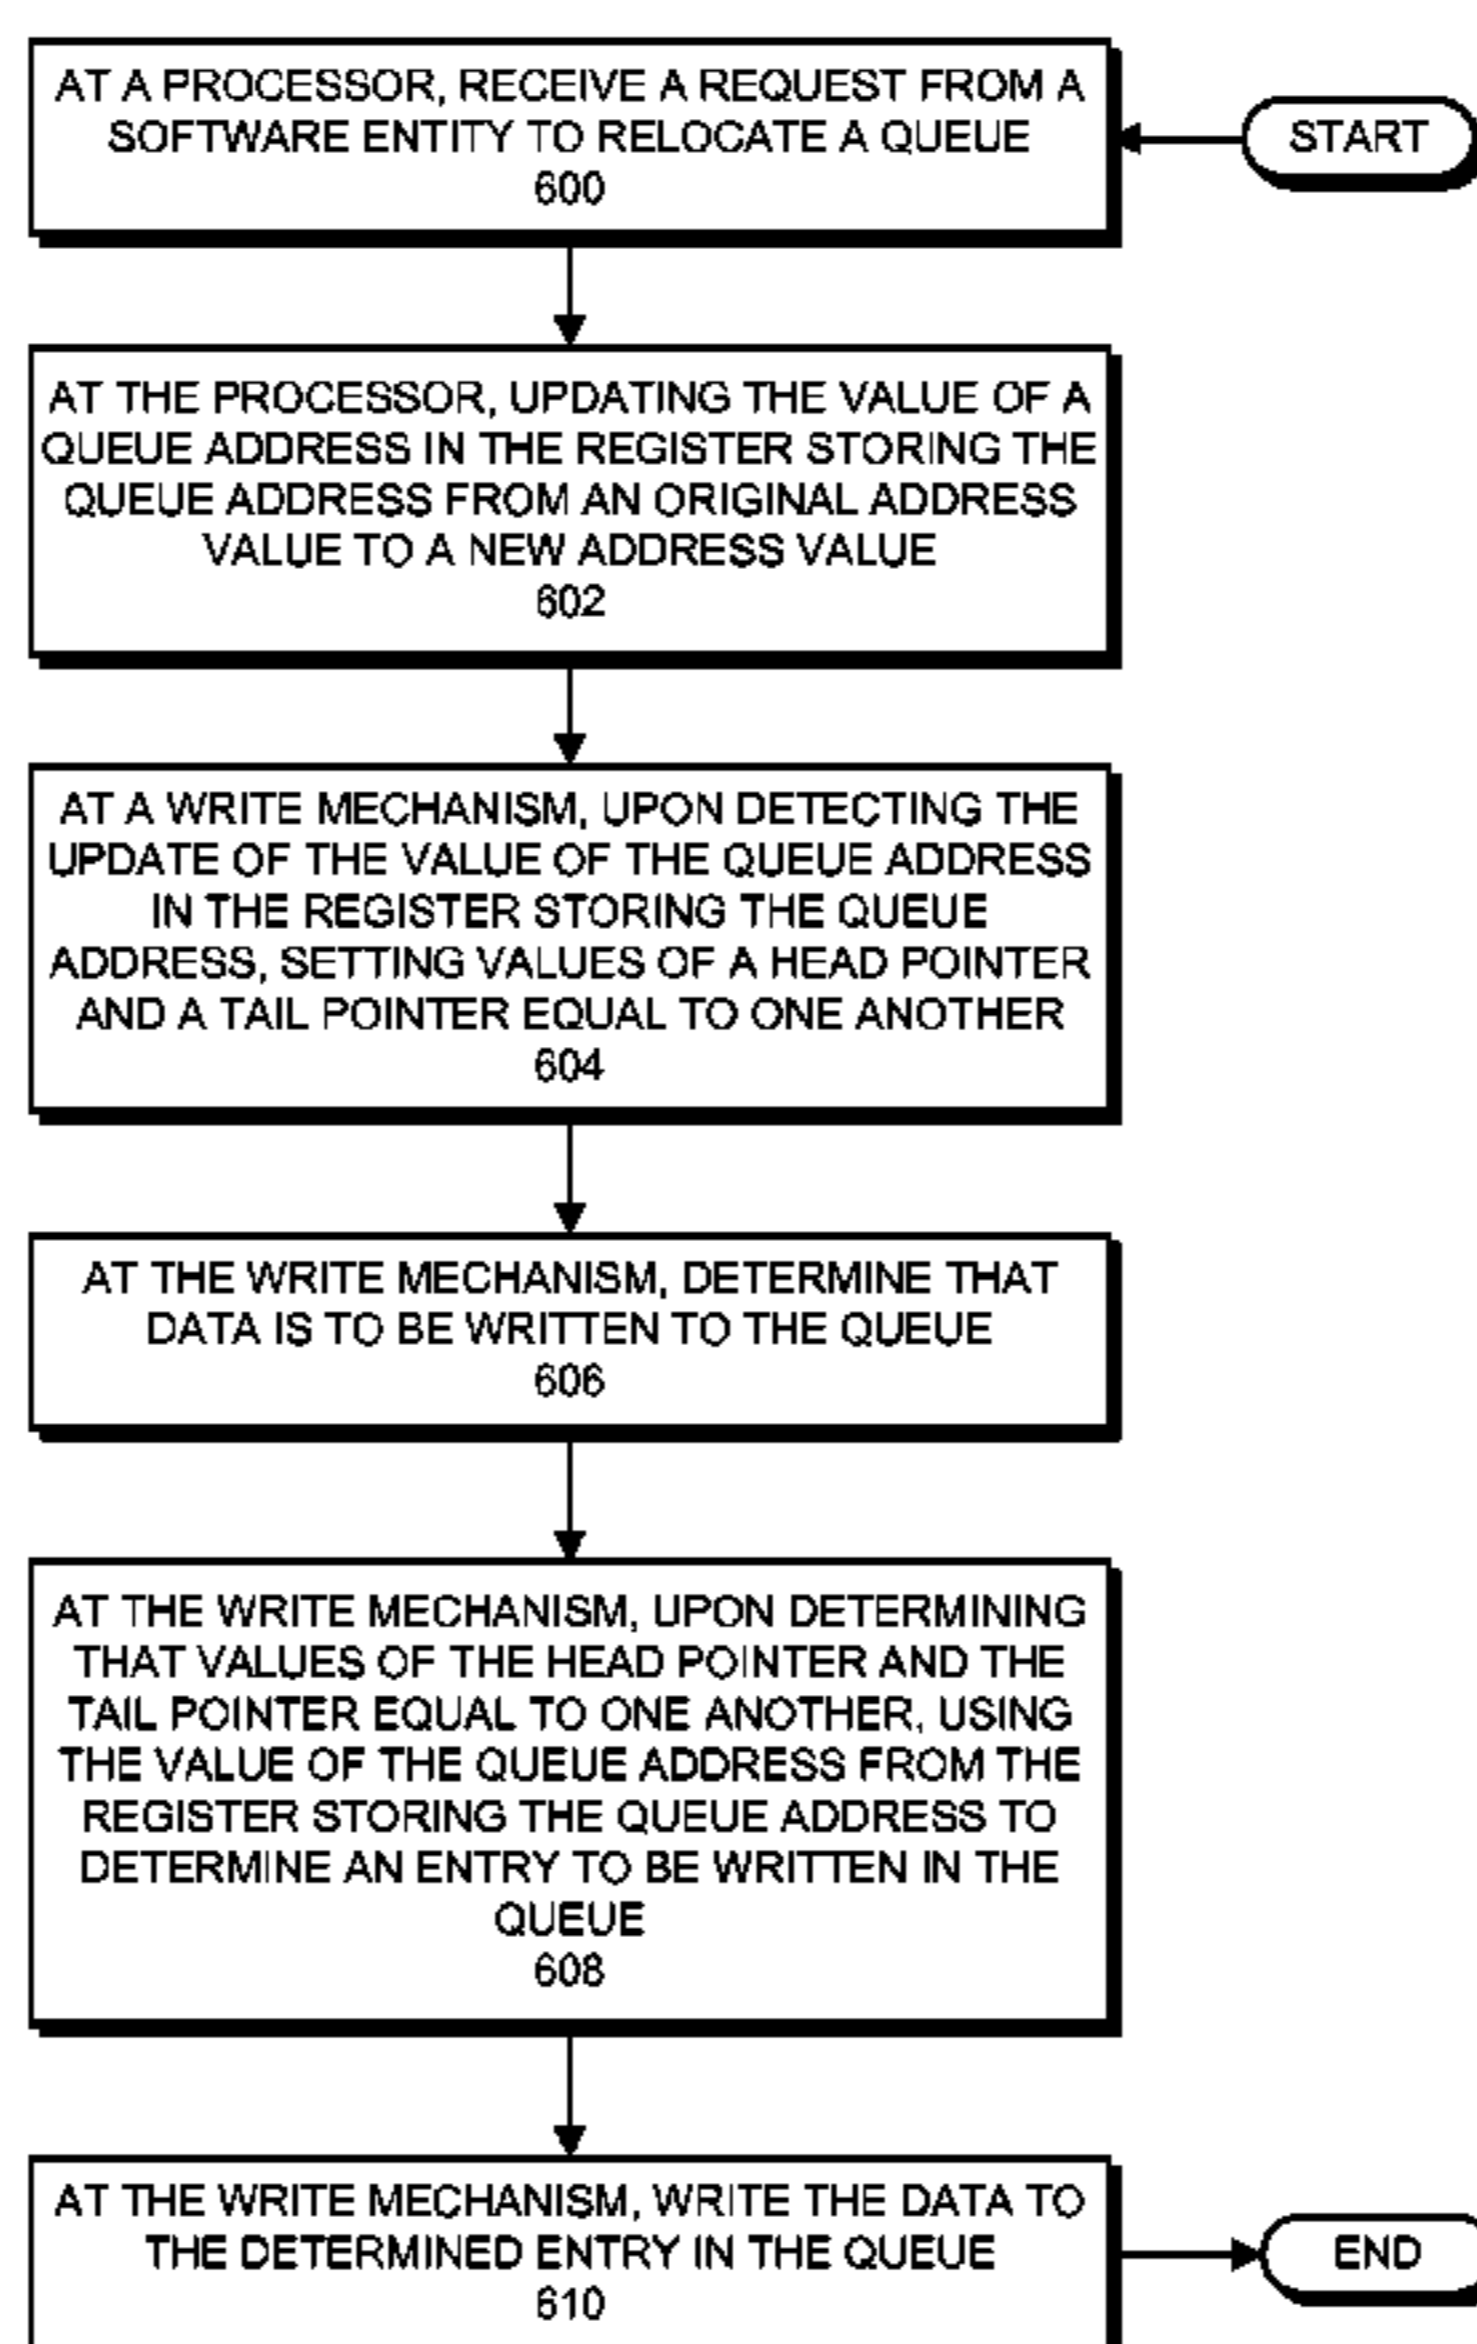 AT A PROCESSOR, RECEIVE A REQUEST FROM A
SOFTWARE ENTITY TO RELOCATE A QUEUE
600
START
AT THE PROCESSOR, UPDATING THE VALUE OF A
QUEUE ADDRESS IN THE REGISTER STORING THE
QUEUE ADDRESS FROM AN ORIGINAL ADDRESS
VALUE TO A NEW ADDRESS VALUE
602
AT A WRITE MECHANISM, UPON DETECTING THE
UPDATE OF THE VALUE OF THE QUEUE ADDRESS
IN THE REGISTER STORING THE QUEUE
ADDRESS, SETTING VALUES OF A HEAD POINTER
AND A TAIL POINTER EQUAL TO ONE ANOTHER
604
AT THE WRITE MECHANISM, DETERMINE THAT
DATA IS TO BE WRITTEN TO THE QUEUE
606
AT THE WRITE MECHANISM, UPON DETERMINING
THAT VALUES OF THE HEAD POINTER AND THE
TAIL POINTER EQUAL TO ONE ANOTHER, USING
THE VALUE OF THE QUEUE ADDRESS FROM THE
REGISTER STORING THE QUEUE ADDRESS TO
DETERMINE AN ENTRY TO BE WRITTEN IN THE
QUEUE
608
AT THE WRITE MECHANISM, WRITE THE DATA TO
THE DETERMINED ENTRY IN THE QUEUE
610
END